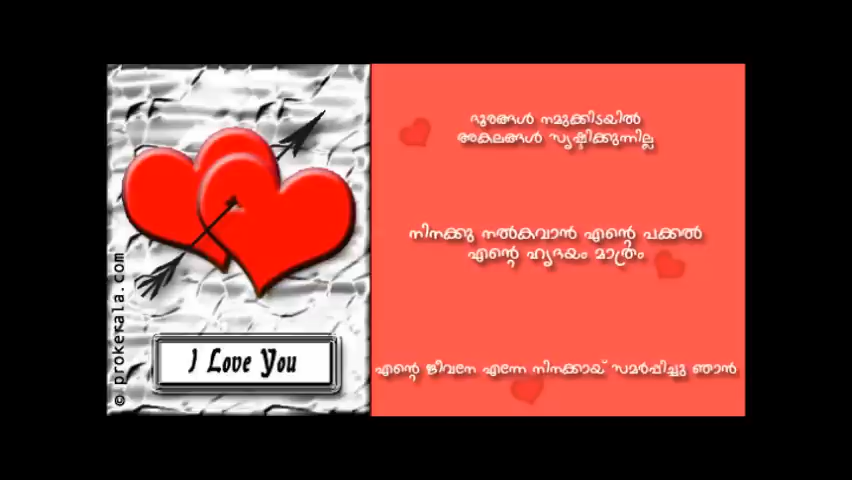 © prokerala.com
I Love You
ദൂരങ്ങൾ നമുക്കിടയിൽ
അകലങ്ങൾ സൃഷ്ടിക്കുന്നില്ല
നിനക്കു നൽകുവാൻ എന്റെ പക്കൽ
എന്റെ ഹൃദയം മാത്രം
എന്റെ ജീവനേ എന്നേ നിനക്കായ് സമർപ്പിച്ചു ഞാൻ